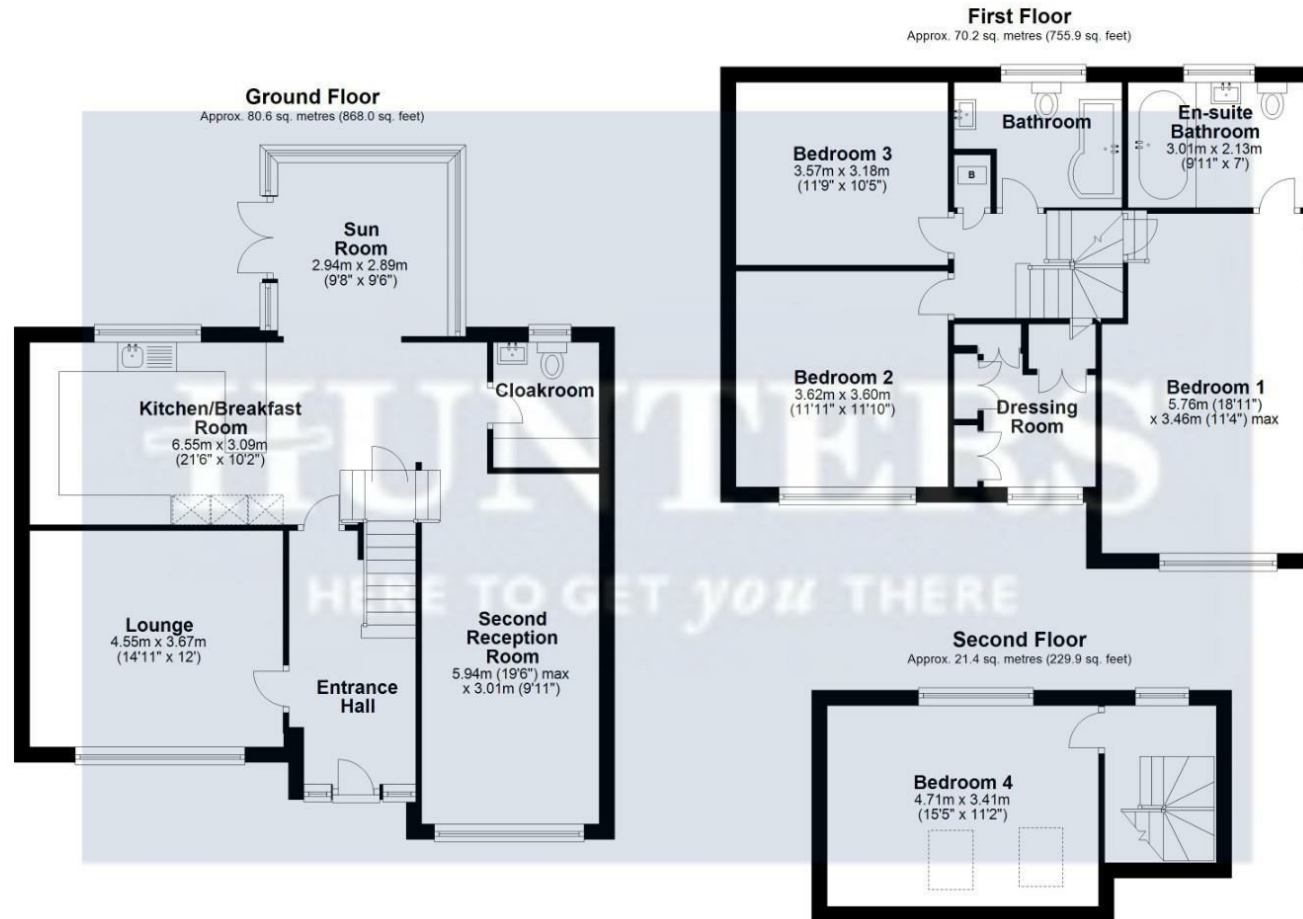 Ground Floor
Approx. 80.6 sq. metres (868.0 sq. feet)
Sun
Room
2.94m x 2.89m
(9'8" x 9'6")
Kitchen/Breakfast
Room
6.55m x 3.09m
(21'6" x 10'2")
Cloakroom
Lounge
4.55m x 3.67m
(14'11" x 12')
Entrance
Hall
Second
Reception
Room
5.94m (19'6") max
x 3.01m (9'11")
First Floor
Approx. 70.2 sq. metres (755.9 sq. feet)
Bedroom 3
3.57m x 3.18m
(11'9" x 10'5")
Bathroom
B
En-suite
Bathroom
3.01m x 2.13m
(9'11" x 7')
Bedroom 2
3.62m x 3.60m
(11'11" x 11'10")
Dressing
Room
Bedroom 1
5.76m (18'11")
x 3.46m (11'4") max
Second Floor
Approx. 21.4 sq. metres (229.9 sq. feet)
Bedroom 4
4.71m x 3.41m
(15'5" x 11'2")
HUNTERS
HERE TO GET you THERE